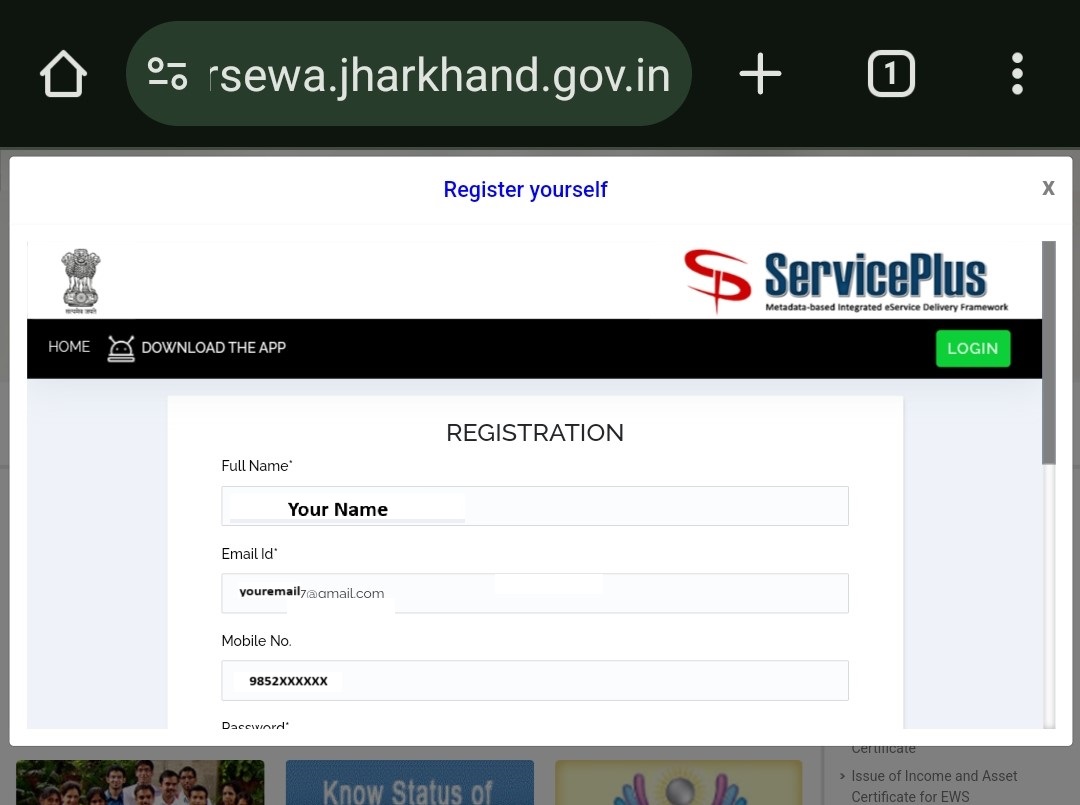 rsewa.jharkhand.gov.in
1
Register yourself
X
सत्यमेव जयते
ServicePlus
Metadata-based Integrated eService Delivery Framework
HOME
DOWNLOAD THE APP
LOGIN
REGISTRATION
Full Name*
Your Name
Email Id*
youremail7@gmail.com
Mobile No.
9852XXXXXX
Password*
Certificate
Know Status of
› Issue of Income and Asset
Certificate for EWS